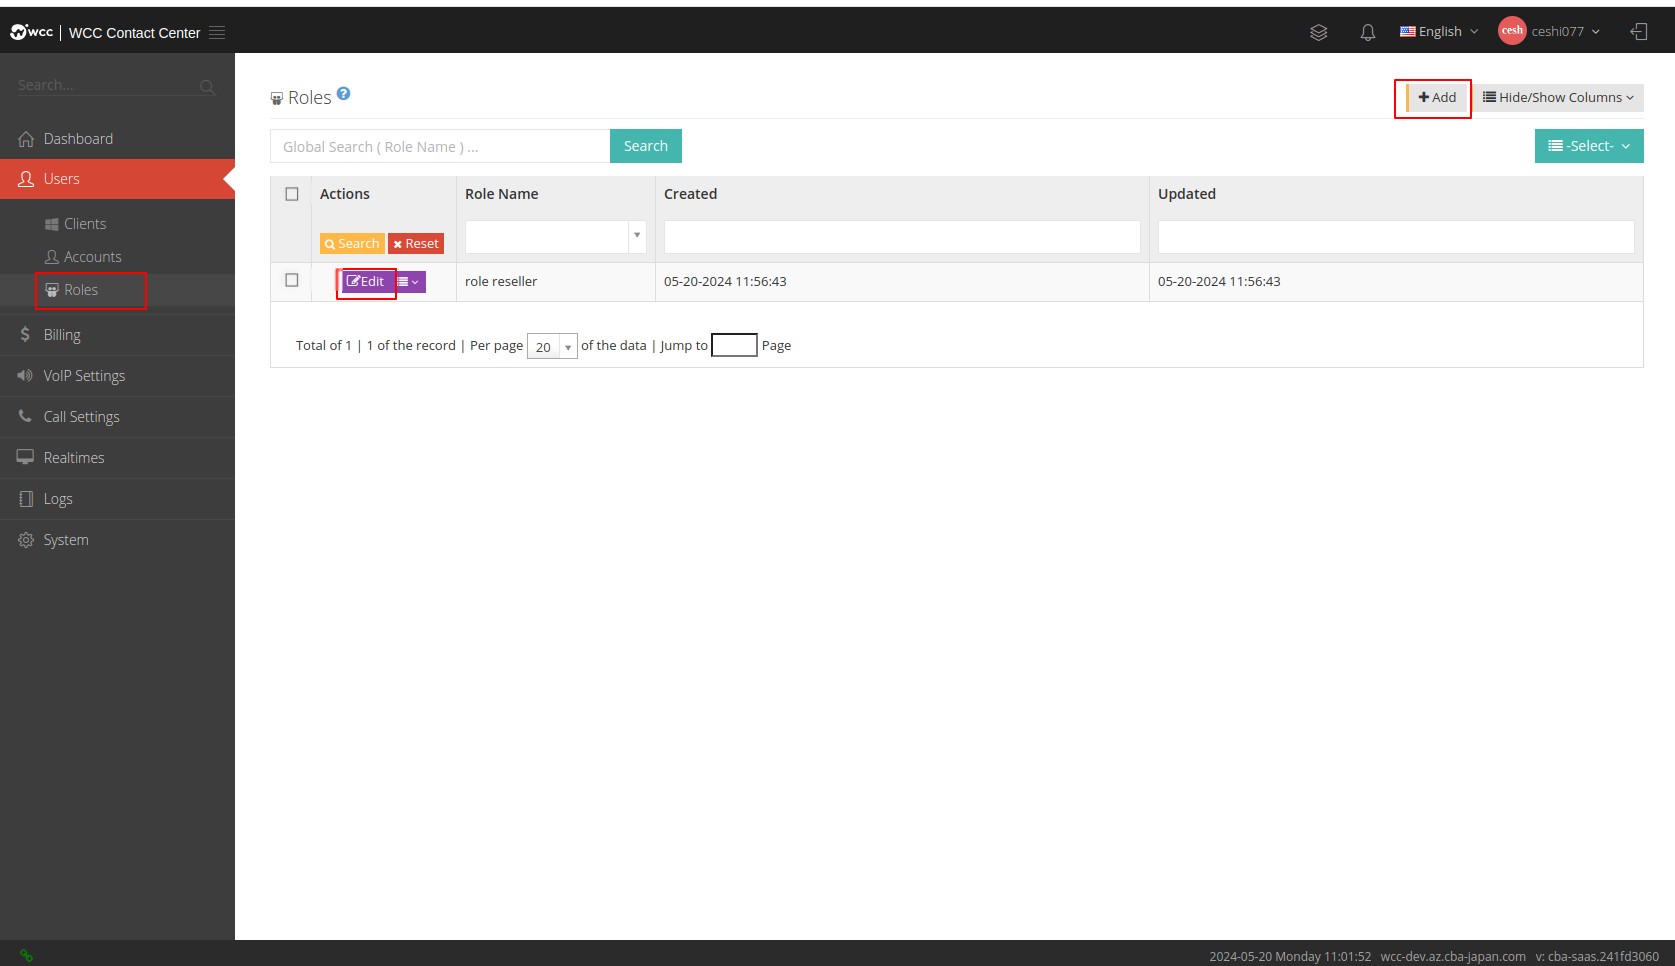 wcc | WCC Contact Center
English
cesh ceshi077
Search...
Dashboard
Users
Clients
Accounts
Roles
Billing
VoIP Settings
Call Settings
Realtimes
Logs
System
Roles ?
+ Add
Hide/Show Columns
Global Search ( Role Name ) ...
Search
-Select-
Actions Role Name Created Updated
Search × Reset
Edit role reseller 05-20-2024 11:56:43 05-20-2024 11:56:43
Total of 1 | 1 of the record | Per page 20 of the data | Jump to Page
2024-05-20 Monday 11:01:52 wcc-dev.az.cba-japan.com v: cba-saas.241fd3060